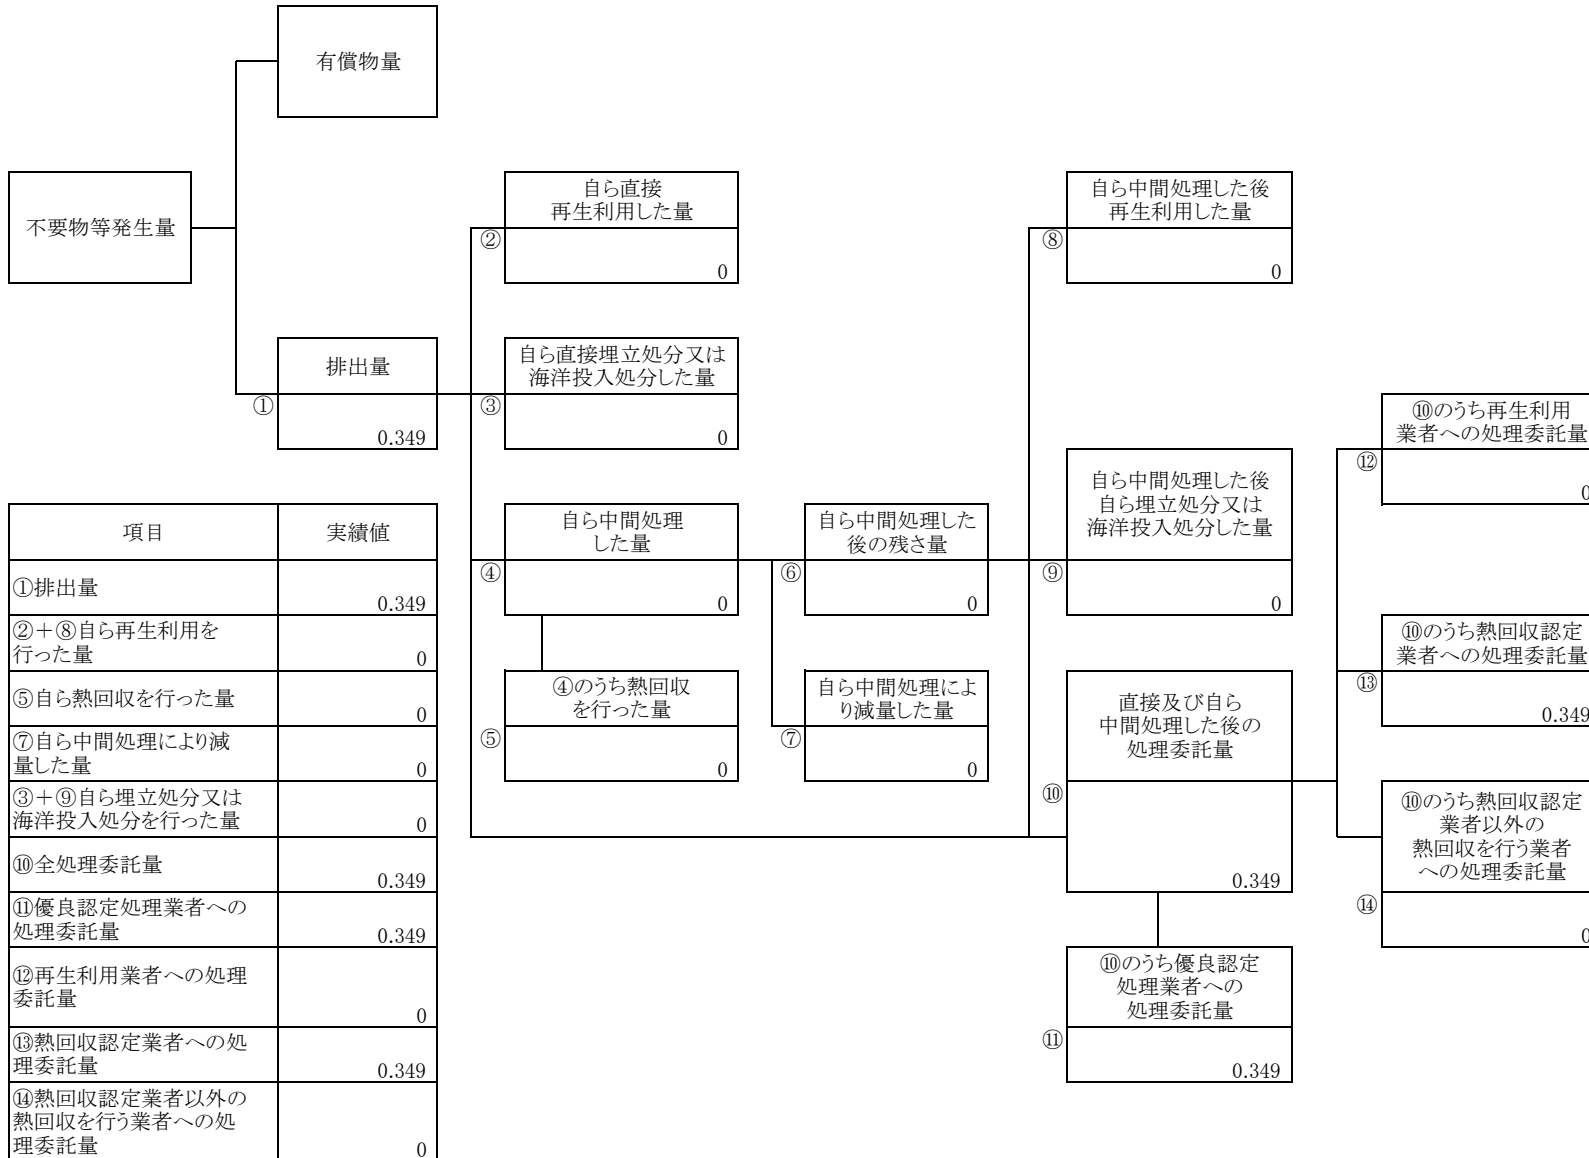 有償物量
不要物等発生量
排出量
①
0.349
自ら直接
再生利用した量
②
0
自ら直接埋立処分又は
海洋投入処分した量
③
0
自ら中間処理
した量
④
0
④のうち熱回収
を行った量
⑤
0
自ら中間処理した
後の残さ量
⑥
0
自ら中間処理によ
り減量した量
⑦
0
自ら中間処理した後
再生利用した量
⑧
0
自ら中間処理した後
自ら埋立処分又は
海洋投入処分した量
⑨
0
直接及び自ら
中間処理した後の
処理委託量
⑩
0.349
⑩のうち優良認定
処理業者への
処理委託量
⑪
0.349
⑩のうち再生利用
業者への処理委託量
⑫
0
⑩のうち熱回収認定
業者への処理委託量
⑬
0.349
⑩のうち熱回収認定
業者以外の
熱回収を行う業者
への処理委託量
⑭
0
項目 実績値
①排出量 0.349
②+⑧自ら再生利用を
行った量 0
⑤自ら熱回収を行った量 0
⑦自ら中間処理により減
量した量 0
③+⑨自ら埋立処分又は
海洋投入処分を行った量 0
⑩全処理委託量 0.349
⑪優良認定処理業者への
処理委託量 0.349
⑫再生利用業者への処理
委託量 0
⑬熱回収認定業者への処
理委託量 0.349
⑭熱回収認定業者以外の
熱回収を行う業者への処
理委託量 0